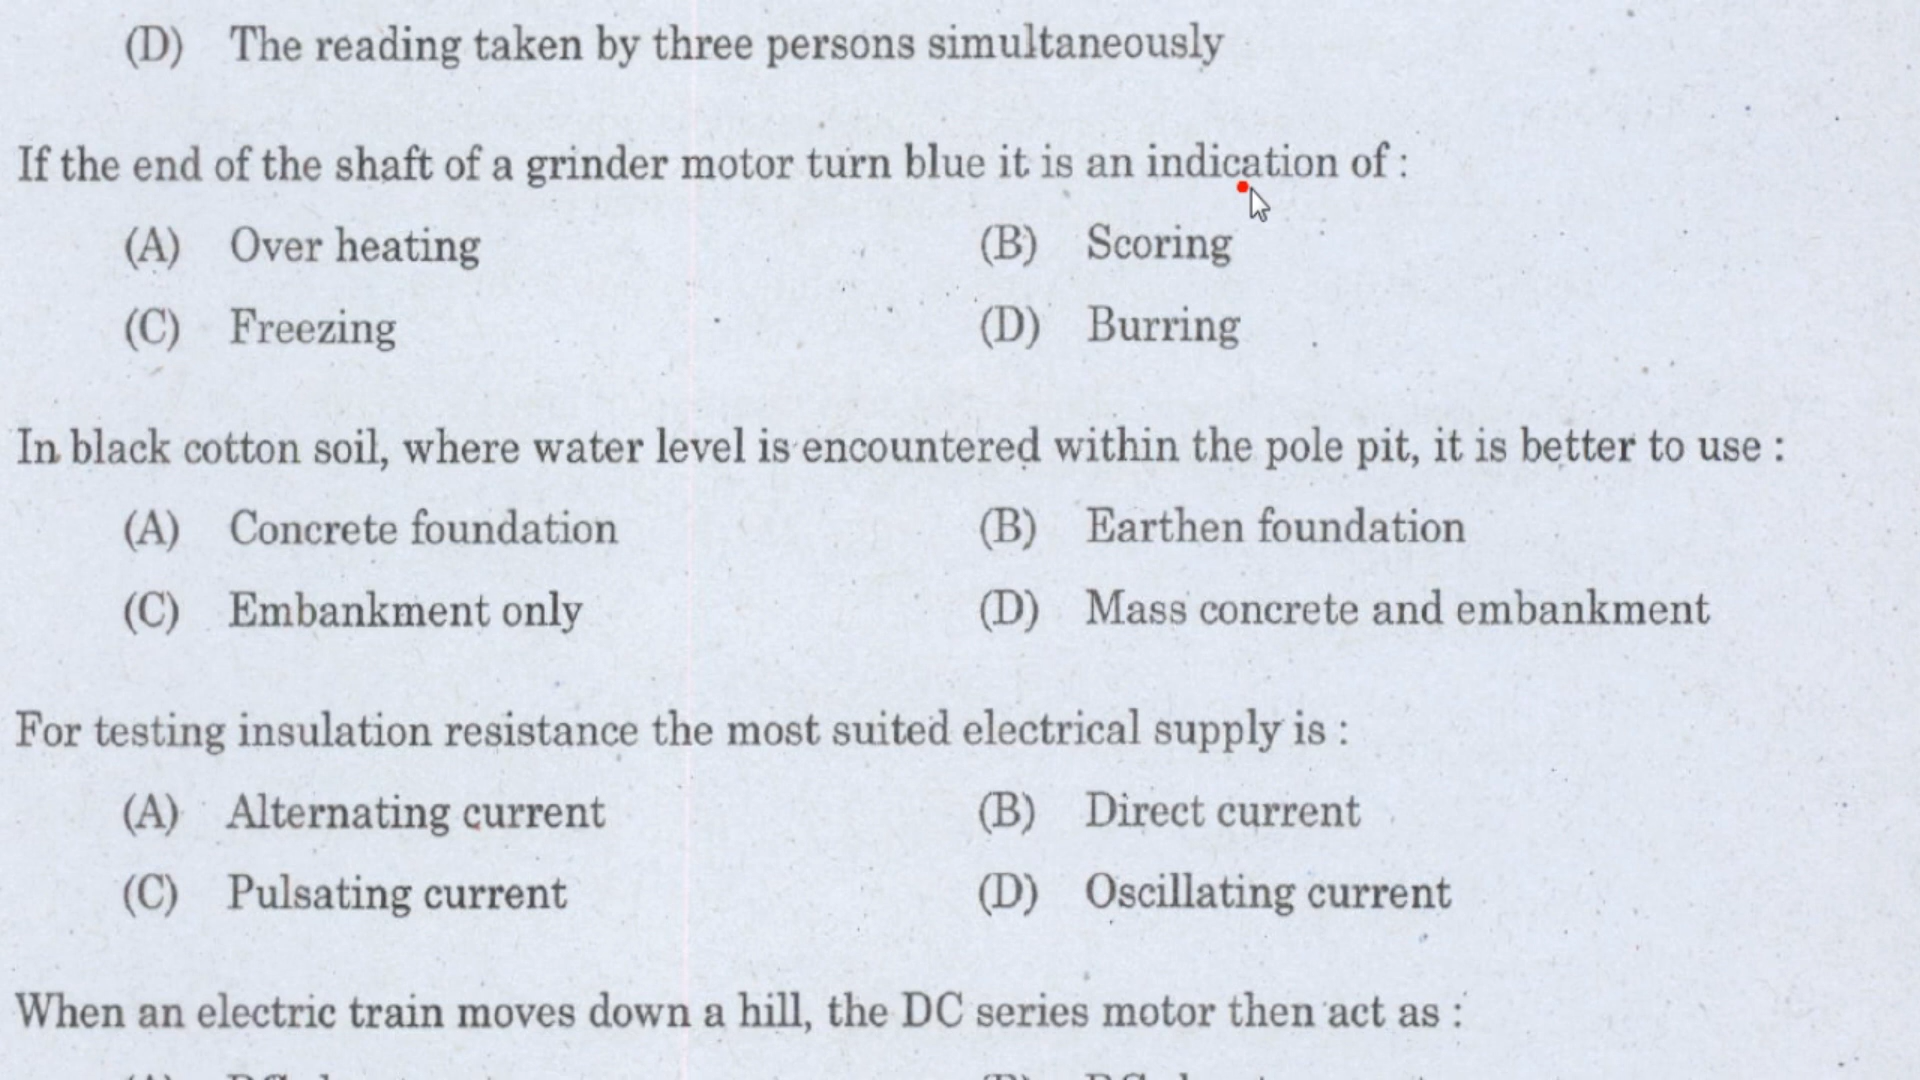 (D) The reading taken by three persons simultaneously
If the end of the shaft of a grinder motor turn blue it is an indication of :
(A) Over heating (B) Scoring
(C) Freezing (D) Burring
In black cotton soil, where water level is encountered within the pole pit, it is better to use :
(A) Concrete foundation (B) Earthen foundation
(C) Embankment only (D) Mass concrete and embankment
For testing insulation resistance the most suited electrical supply is :
(A) Alternating current (B) Direct current
(C) Pulsating current (D) Oscillating current
When an electric train moves down a hill, the DC series motor then act as :